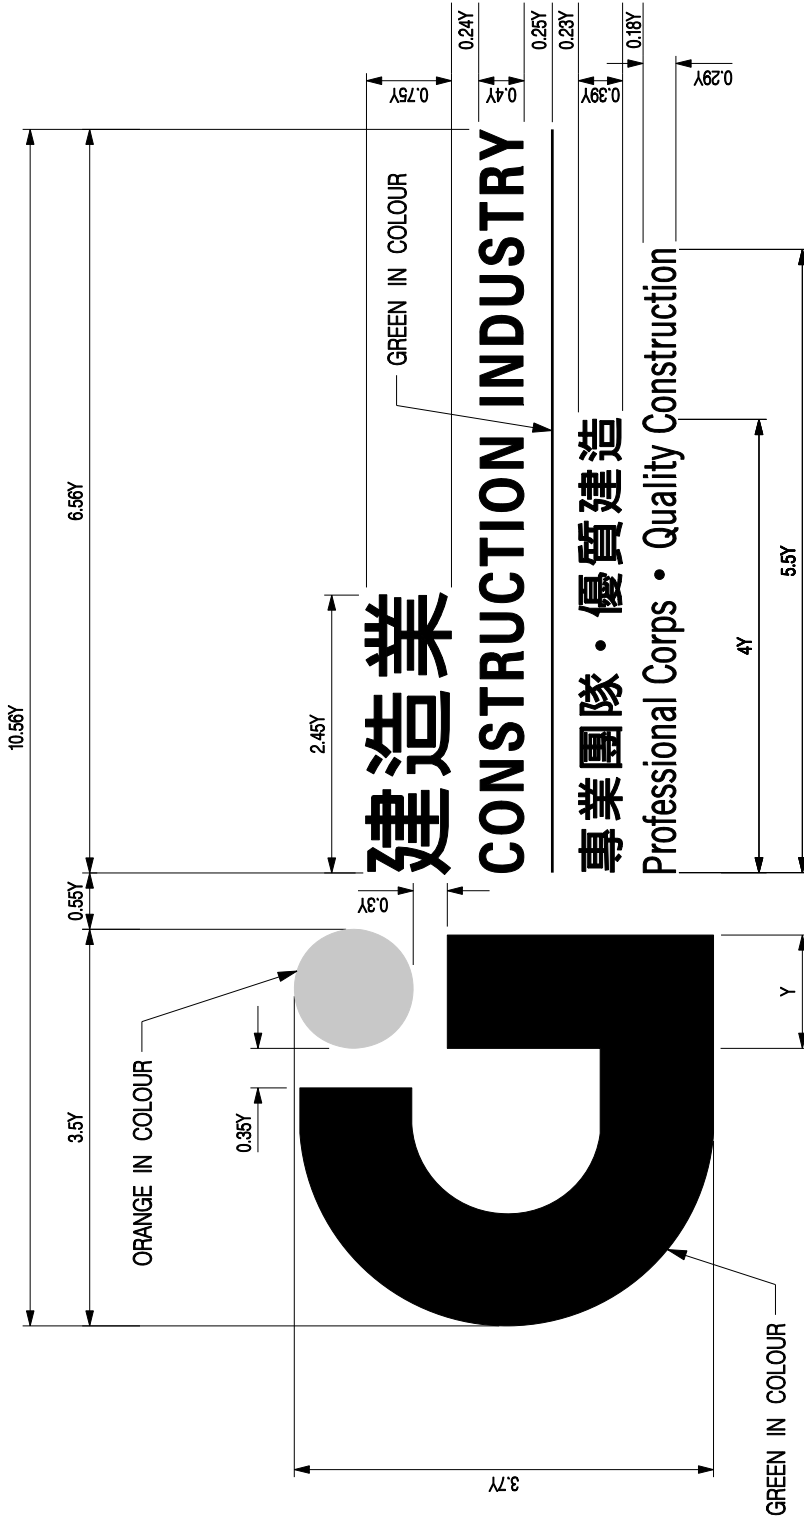 10.56Y
3.5Y
0.55Y
6.56Y
ORANGE IN COLOUR
0.35Y
2.45Y
0.3Y
GREEN IN COLOUR
建造業
0.75Y
0.24Y
CONSTRUCTION INDUSTRY
0.4Y
3.7Y
0.25Y
0.23Y
專業團隊・優質建造
0.39Y
0.18Y
Professional Corps • Quality Construction
0.29Y
4Y
GREEN IN COLOUR
Y
5.5Y